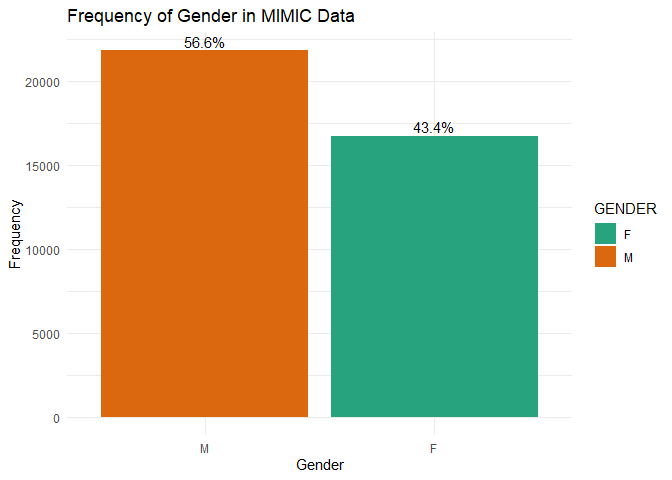 Frequency of Gender in MIMIC Data
56.6%
43.4%
20000
15000
10000
5000
0
Frequency
M
F
Gender
GENDER
F
M